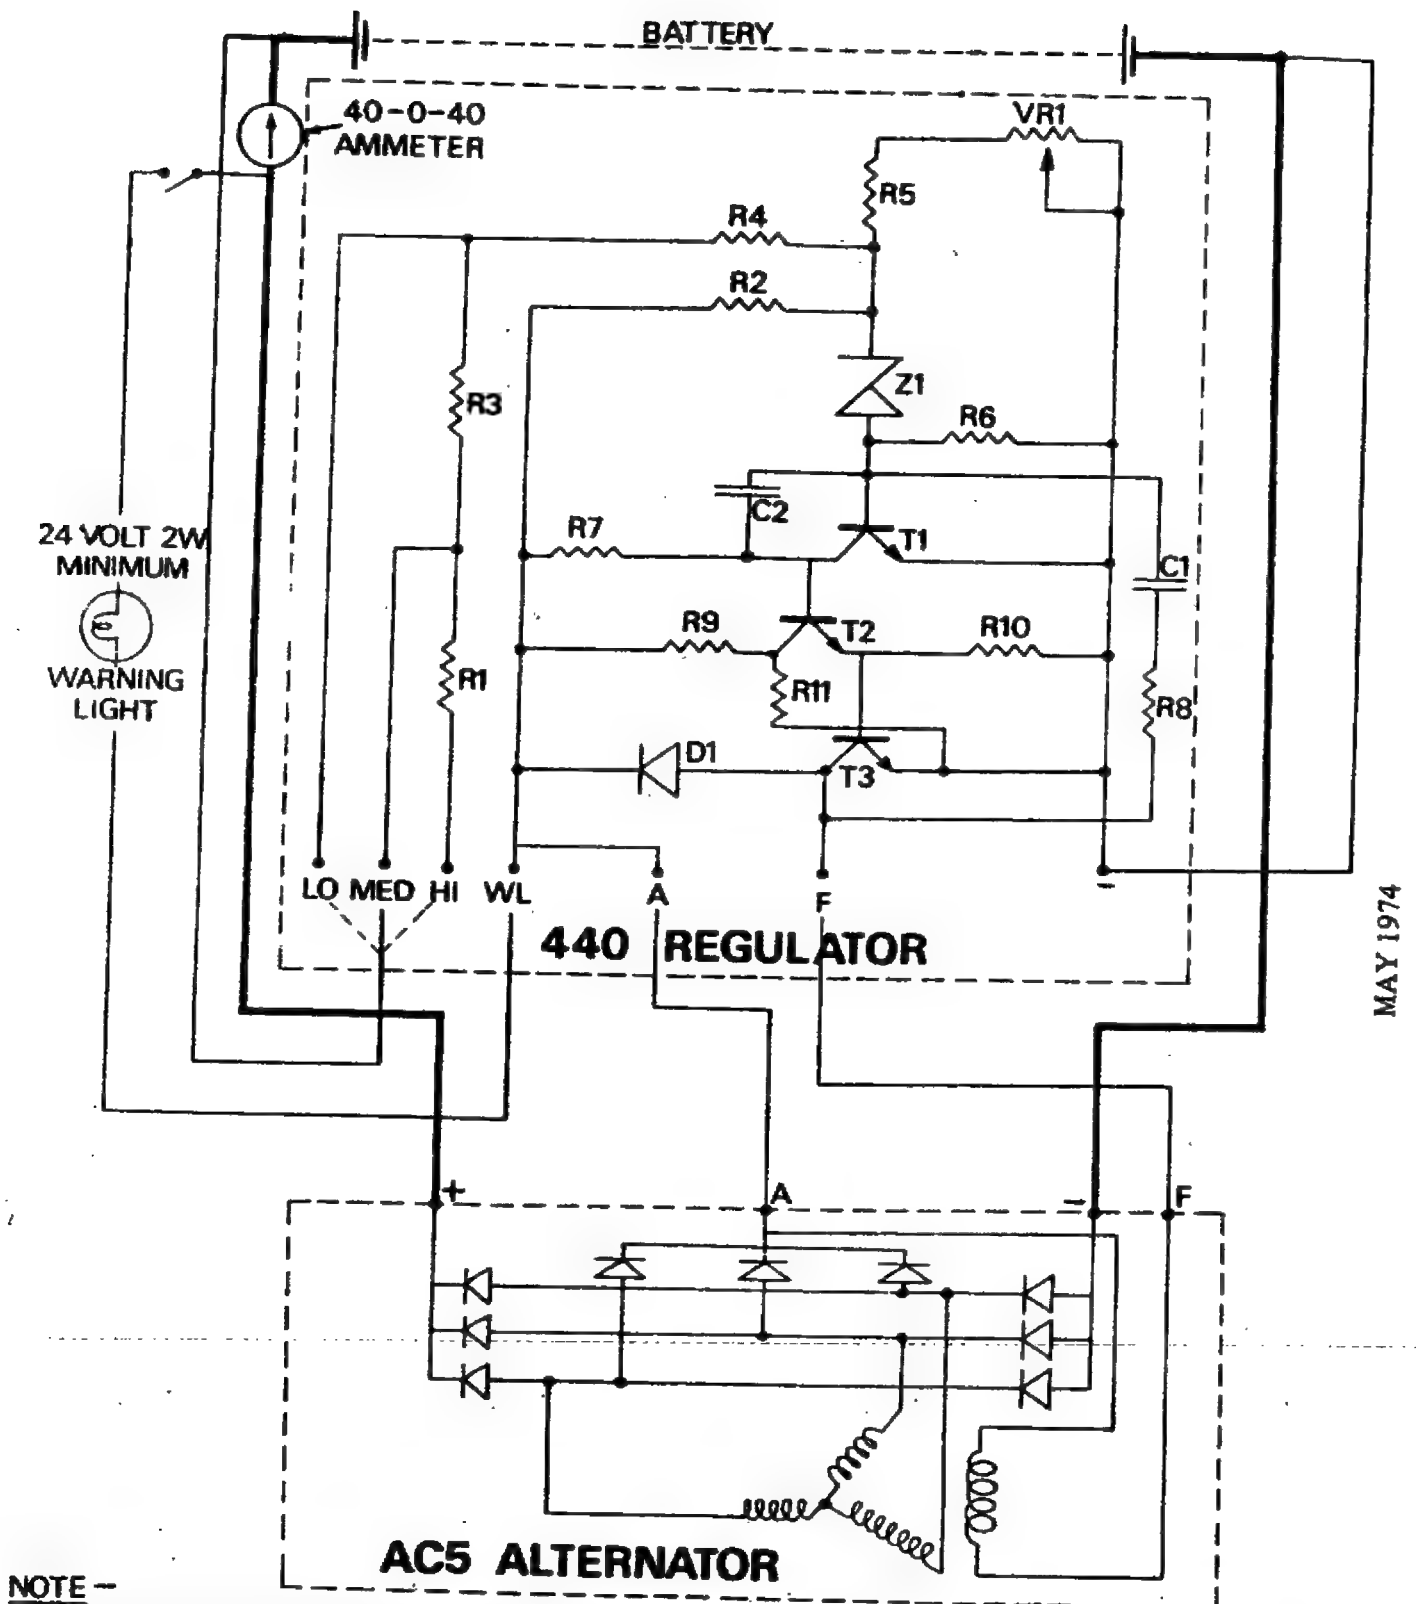 BATTERY
40-0-40
AMMETER
VR1
R5
R4
R2
Z1
R3
R6
C2
R7
T1
C1
24 VOLT 2W
MINIMUM
R9
T2
R10
WARNING
LIGHT
R1
R11
R8
D1
T3
LO MED HI WL
A
F
-
440 REGULATOR
MAY 1974
+
A
-
F
AC5 ALTERNATOR
NOTE -